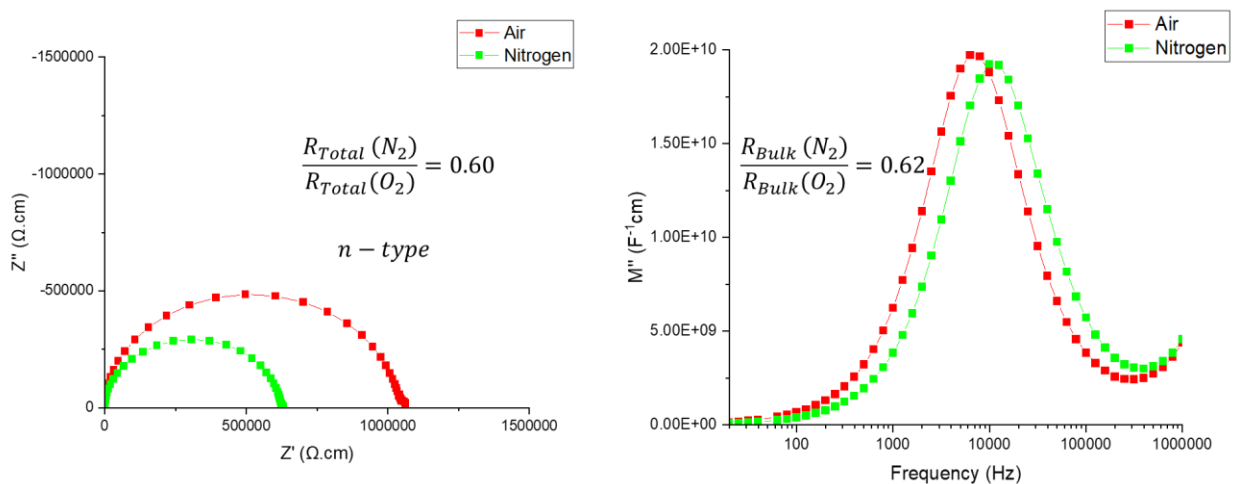 Air
Nitrogen
-1500000
-1000000
-500000
0
Z'' (Ω.cm)
R_Total (N_2)
R_Total(O_2)
= 0.60
n − type
0
500000
1000000
1500000
Z' (Ω.cm)
Air
Nitrogen
2.00E+10
1.50E+10
1.00E+10
5.00E+09
0.00E+00
M'' (F^-1cm)
R_Bulk (N_2)
R_Bulk(O_2)
= 0.62
100
1000
10000
100000
1000000
Frequency (Hz)